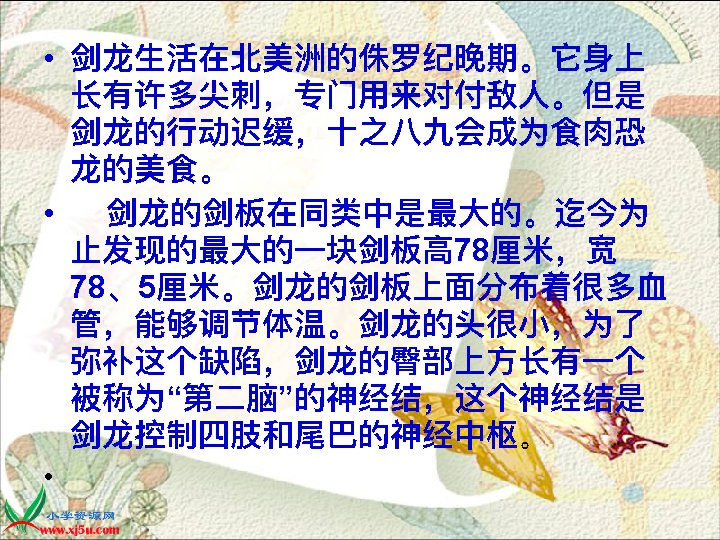 • 剑龙生活在北美洲的侏罗纪晚期。它身上
长有许多尖刺，专门用来对付敌人。但是
剑龙的行动迟缓，十之八九会成为食肉恐
龙的美食。
• 剑龙的剑板在同类中是最大的。迄今为
止发现的最大的一块剑板高78厘米，宽
78、5厘米。剑龙的剑板上面分布着很多血
管，能够调节体温。剑龙的头很小，为了
弥补这个缺陷，剑龙的臀部上方长有一个
被称为“第二脑”的神经结，这个神经结是
剑龙控制四肢和尾巴的神经中枢。
•
小学资源网
www.xj5u.com